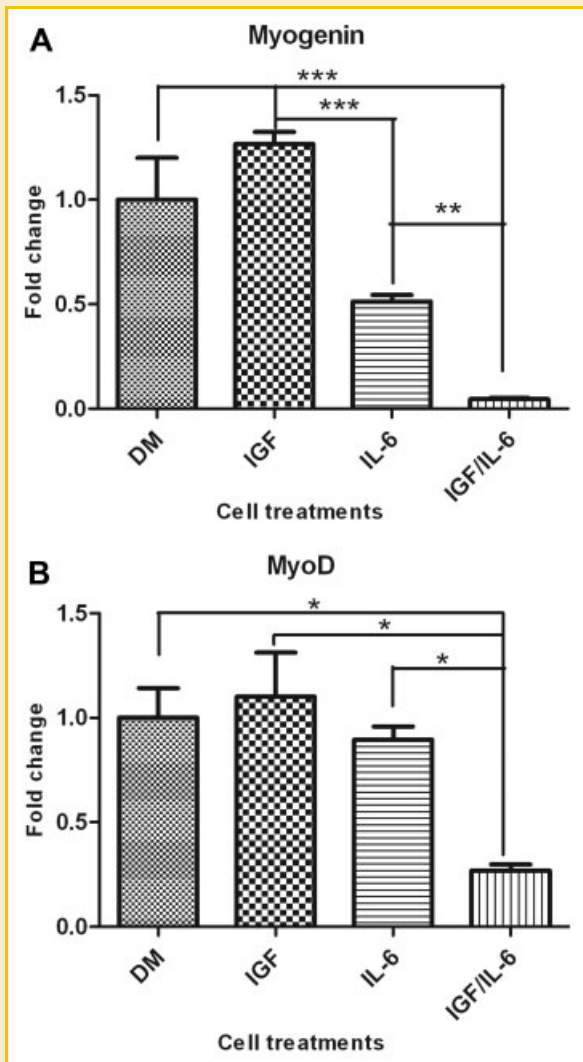 A
Myogenin
***
***
**
Fold change
1.5
1.0
0.5
0.0
DM
IGF
IL-6
IGF/IL-6
Cell treatments
B
MyoD
*
*
*
Fold change
1.5
1.0
0.5
0.0
DM
IGF
IL-6
IGF/IL-6
Cell treatments